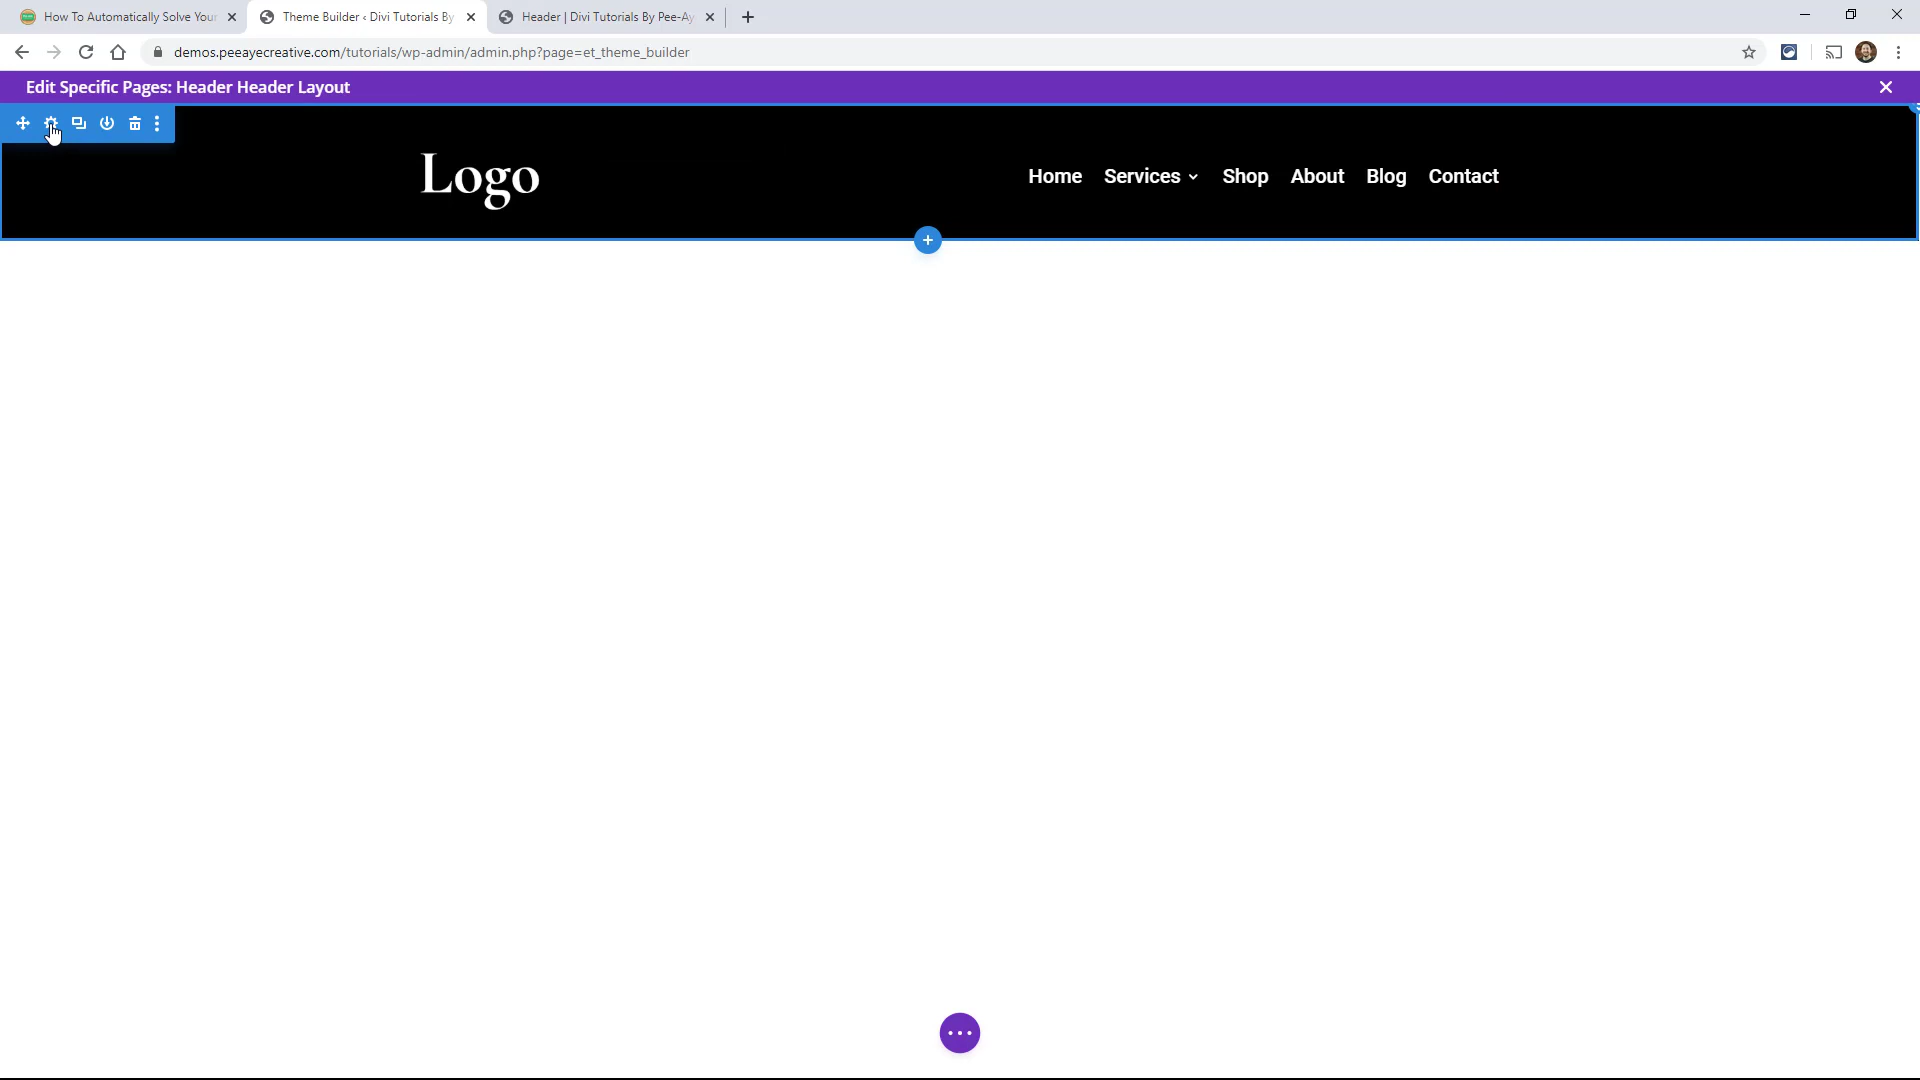 How To Automatically Solve Your
Theme Builder ‹ Divi Tutorials By
Header | Divi Tutorials By Pee-Ay
demos.peeayecreative.com/tutorials/wp-admin/admin.php?page=et_theme_builder
Edit Specific Pages: Header Header Layout
Logo
Home Services Shop About Blog Contact